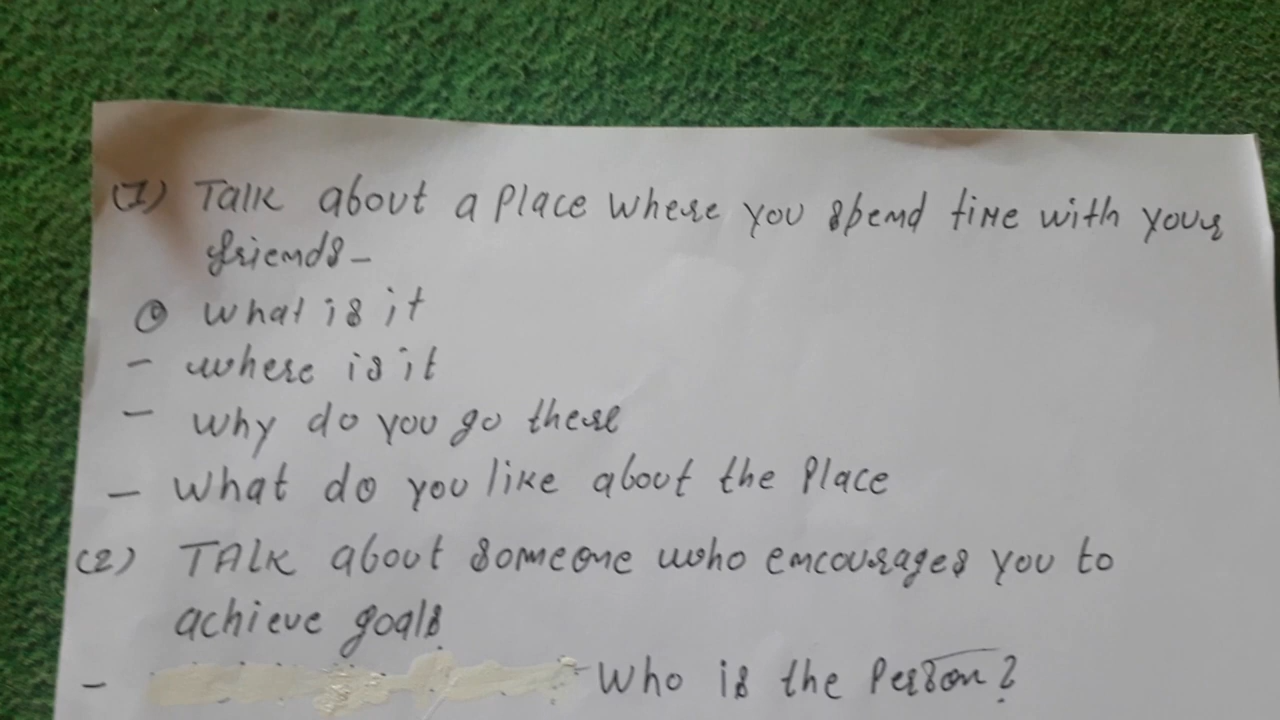 (1) Talk about a Place where you spend time with your
friends-
what is it
- where is it
- why do you go there
- What do you like about the Place
(2) TAlk about someone who encourages you to
achieve goals
- Who is the Person?